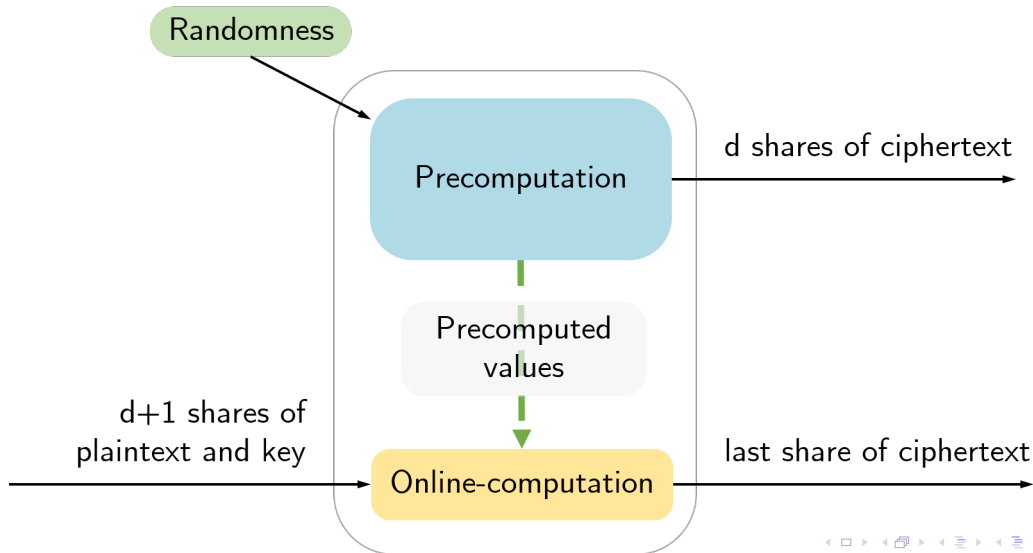 Randomness
Precomputation
d shares of ciphertext
Precomputed
values
d+1 shares of
plaintext and key
Online-computation
last share of ciphertext